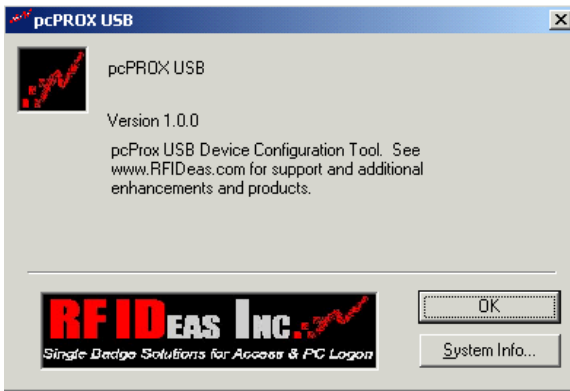 pcPROX USB
pcPROX USB
Version 1.0.0
pcProx USB Device Configuration Tool. See
www.RFIDeas.com for support and additional
enhancements and products.
RF IDEAS INC.
Single Badge Solutions for Access & PC Logon
OK
System Info...